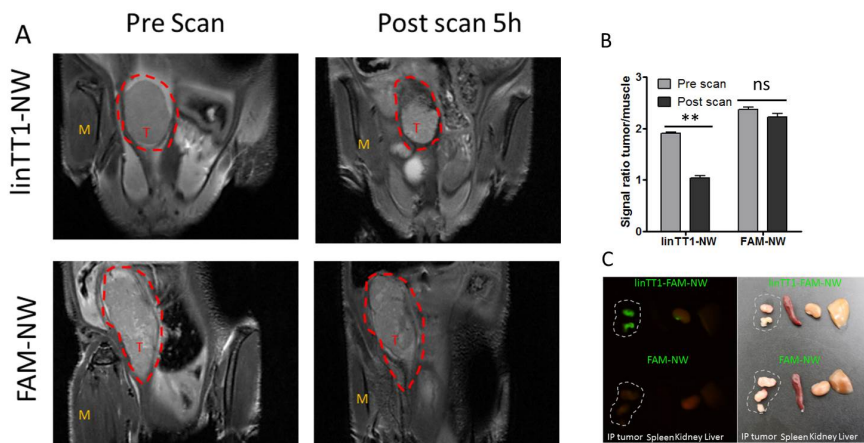 A
Pre Scan
Post scan 5h
linTT1-NW
M
T
M
T
FAM-NW
M
T
M
T
B
Signal ratio tumor/muscle
3
2
1
0
Pre scan
Post scan
**
ns
linTT1-NW
FAM-NW
C
linTT1-FAM-NW
linTT1-FAM-NW
FAM-NW
FAM-NW
IP tumor Spleen Kidney Liver
IP tumor Spleen Kidney Liver